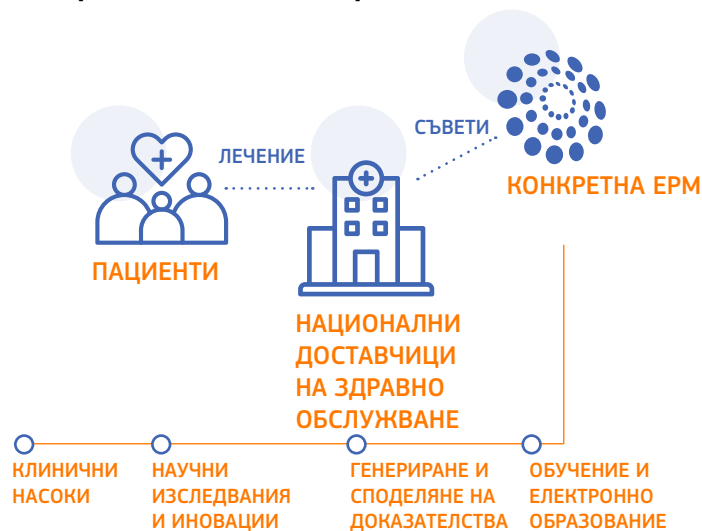 СЪВЕТИ
ЛЕЧЕНИЕ
КОНКРЕТНА ЕРМ
ПАЦИЕНТИ
НАЦИОНАЛНИ
ДОСТАВЧИЦИ
НА ЗДРАВНО
ОБСЛУЖВАНЕ
КЛИНИЧНИ
НАСОКИ
НАУЧНИ
ИЗСЛЕДВАНИЯ
И ИНОВАЦИИ
ГЕНЕРИРАНЕ И
СПОДЕЛЯНЕ НА
ДОКАЗАТЕЛСТВА
ОБУЧЕНИЕ И
ЕЛЕКТРОННО
ОБРАЗОВАНИЕ